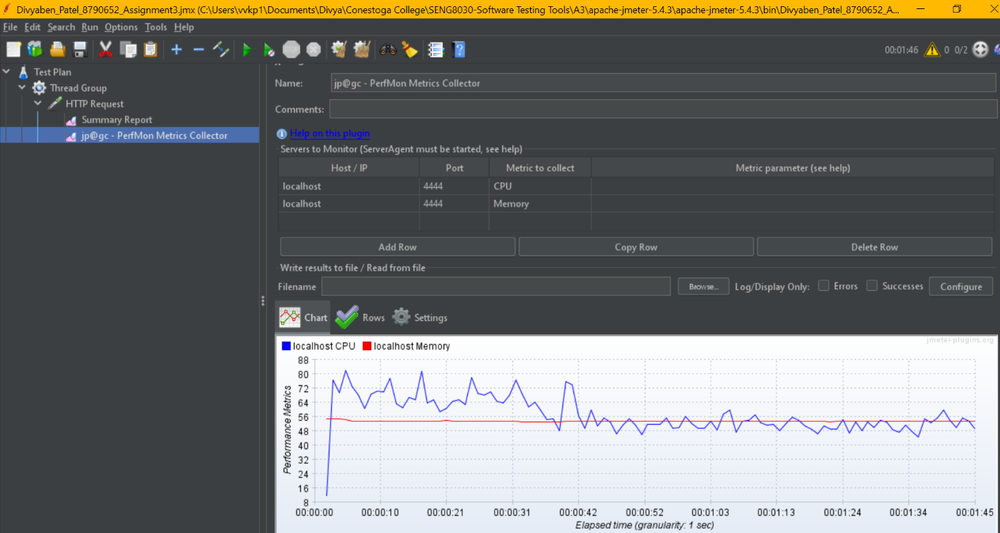 Divyaben_Patel_8790652_Assignment3.jmx (C:\Users\vvkp1\Documents\Divya\Conestoga College\SENG8030-Software Testing Tools\A3\apache-jmeter-5.4.3\apache-jmeter-5.4.3\bin\Divyaben_Patel_8790652_A...
File Edit Search Run Options Tools Help
STOP 00:01:46 0 0/2
Test Plan
Thread Group
HTTP Request
Summary Report
jp@gc - PerfMon Metrics Collector
Name: jp@gc - PerfMon Metrics Collector
Comments:
Help on this plugin
Servers to Monitor (ServerAgent must be started, see help)
Host / IP Port Metric to collect Metric parameter (see help)
localhost 4444 CPU
localhost 4444 Memory
Add Row Copy Row Delete Row
Write results to file / Read from file
Filename Browse... Log/Display Only: Errors Successes Configure
Chart Rows Settings
localhost CPU localhost Memory jmeter-plugins.org
88
80
72
64
56
48
40
32
24
16
8
Performance Metrics
00:00:00 00:00:10 00:00:21 00:00:31 00:00:42 00:00:52 00:01:03 00:01:13 00:01:24 00:01:34 00:01:45
Elapsed time (granularity: 1 sec)